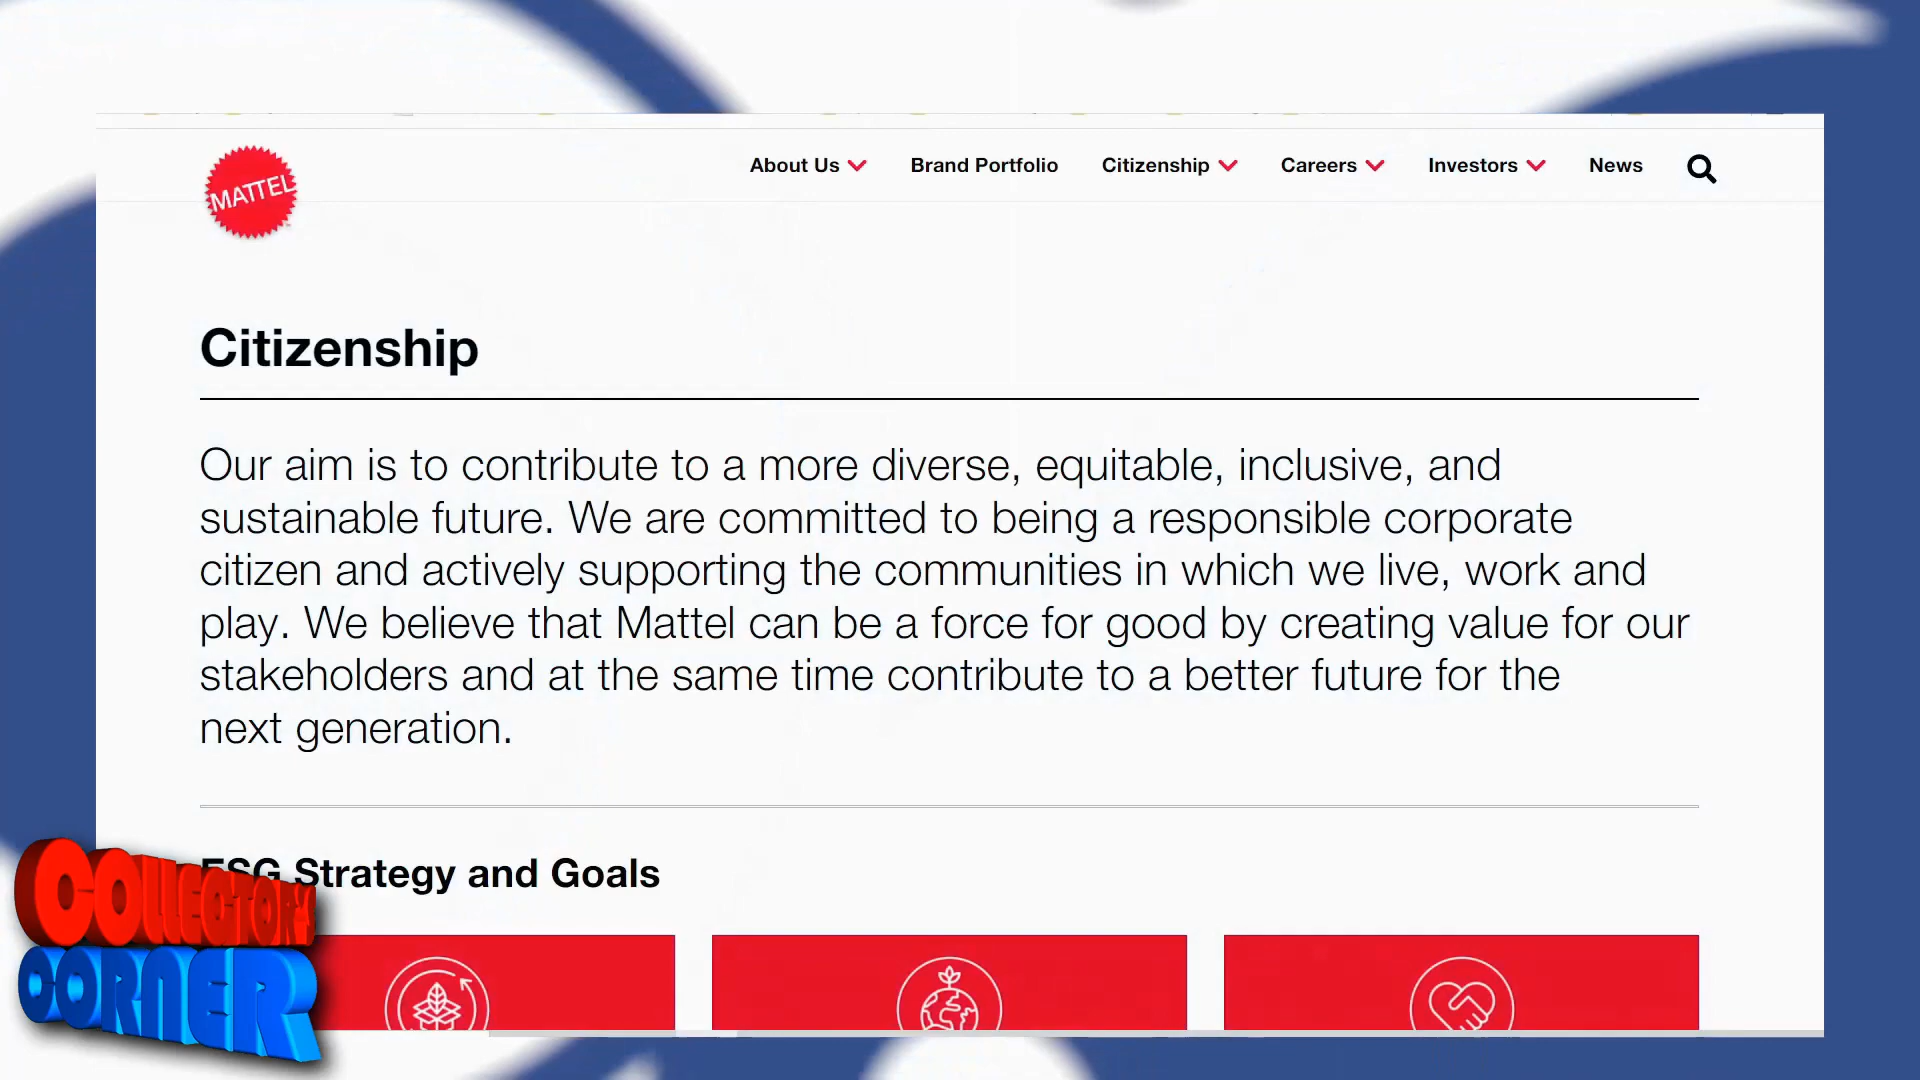 MATTEL
About Us
Brand Portfolio
Citizenship
Careers
Investors
News
Citizenship
Our aim is to contribute to a more diverse, equitable, inclusive, and
sustainable future. We are committed to being a responsible corporate
citizen and actively supporting the communities in which we live, work and
play. We believe that Mattel can be a force for good by creating value for our
stakeholders and at the same time contribute to a better future for the
next generation.
ESG Strategy and Goals
COLLECTOR'S
CORNER